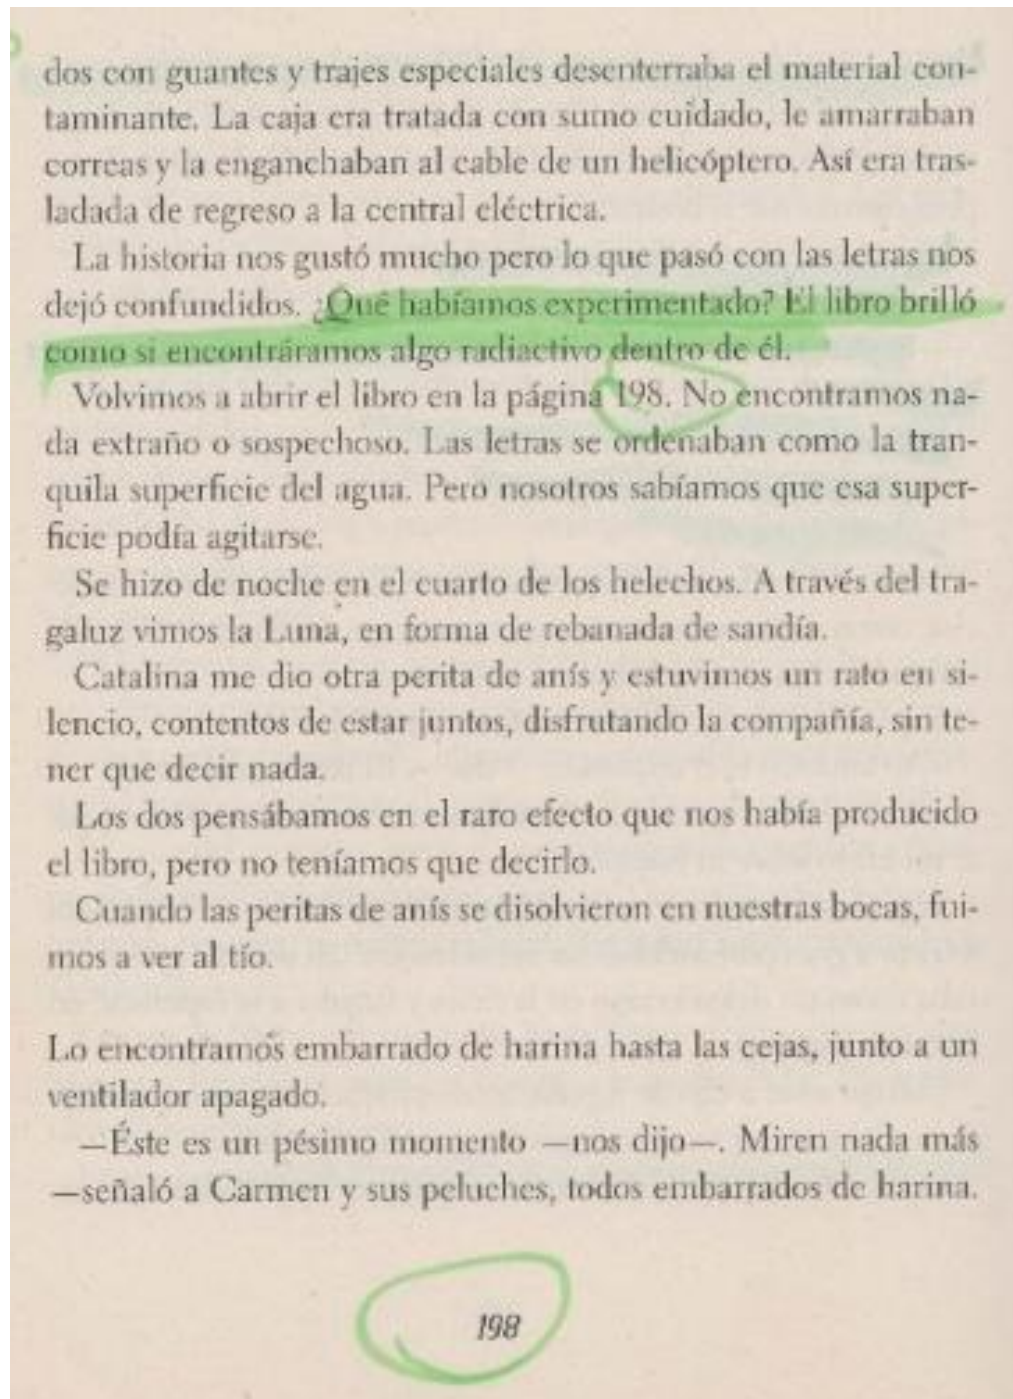 dos con guantes y trajes especiales desenterraba el material con-
taminante. La caja era tratada con sumo cuidado, le amarraban
correas y la enganchaban al cable de un helicóptero. Así era tras-
ladada de regreso a la central eléctrica.
La historia nos gustó mucho pero lo que pasó con las letras nos
dejó confundidos. ¿Qué habíamos experimentado? El libro brilló
como si encontráramos algo radiactivo dentro de él.
Volvimos a abrir el libro en la página 198. No encontramos na-
da extraño o sospechoso. Las letras se ordenaban como la tran-
quila superficie del agua. Pero nosotros sabíamos que esa super-
ficie podía agitarse.
Se hizo de noche en el cuarto de los helechos. A través del tra-
galuz vimos la Luna, en forma de rebanada de sandía.
Catalina me dio otra perita de anís y estuvimos un rato en si-
lencio, contentos de estar juntos, disfrutando la compañía, sin te-
ner que decir nada.
Los dos pensábamos en el raro efecto que nos había producido
el libro, pero no teníamos que decirlo.
Cuando las peritas de anís se disolvieron en nuestras bocas, fui-
mos a ver al tío.
Lo encontramos embarrado de harina hasta las cejas, junto a un
ventilador apagado.
—Éste es un pésimo momento —nos dijo—. Miren nada más
—señaló a Carmen y sus peluches, todos embarrados de harina.
198